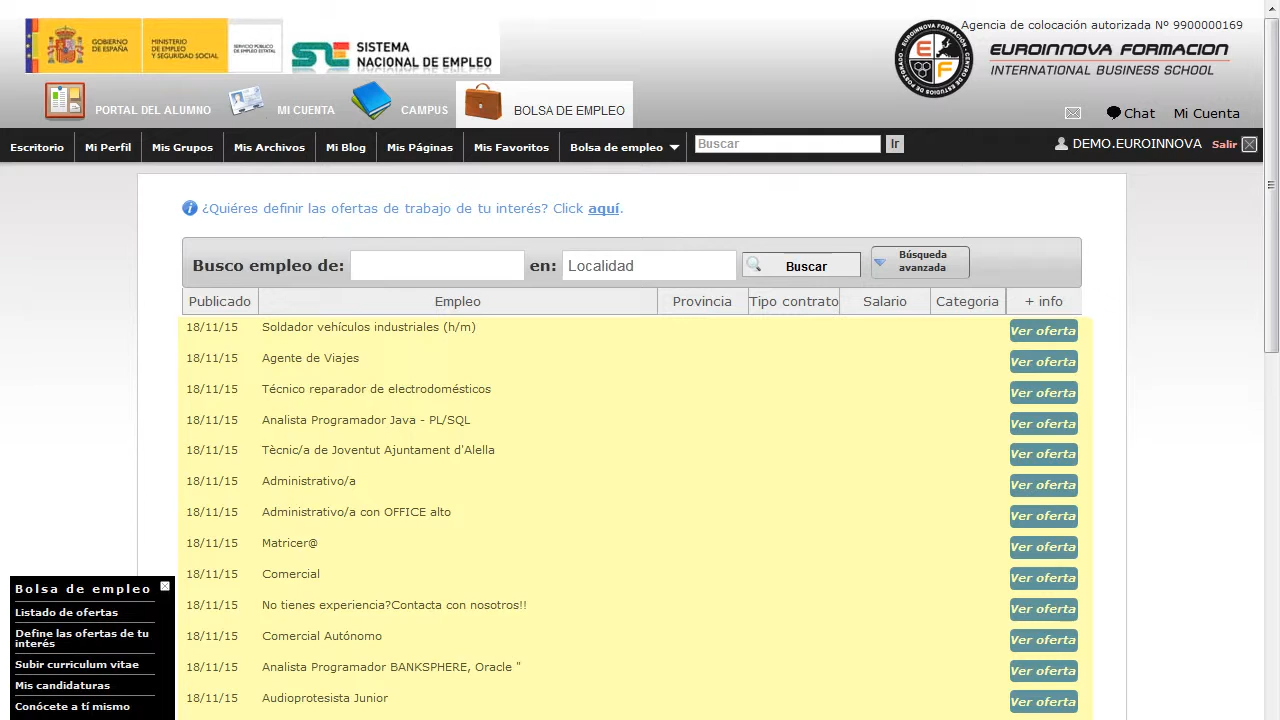 Agencia de colocación autorizada Nº 9900000169
GOBIERNO DE ESPAÑA
MINISTERIO DE EMPLEO Y SEGURIDAD SOCIAL
SERVICIO PÚBLICO DE EMPLEO ESTATAL
SISTEMA NACIONAL DE EMPLEO
EUROINNOVA FORMACION
INTERNATIONAL BUSINESS SCHOOL
PORTAL DEL ALUMNO
MI CUENTA
CAMPUS
BOLSA DE EMPLEO
Chat
Mi Cuenta
Escritorio
Mi Perfil
Mis Grupos
Mis Archivos
Mi Blog
Mis Páginas
Mis Favoritos
Bolsa de empleo
Buscar
Ir
DEMO.EUROINNOVA
Salir
¿Quiéres definir las ofertas de trabajo de tu interés? Click aquí.
Busco empleo de:
en:
Localidad
Buscar
Búsqueda avanzada
Publicado Empleo Provincia Tipo contrato Salario Categoria + info
18/11/15 Soldador vehículos industriales (h/m) Ver oferta
18/11/15 Agente de Viajes Ver oferta
18/11/15 Técnico reparador de electrodomésticos Ver oferta
18/11/15 Analista Programador Java - PL/SQL Ver oferta
18/11/15 Tècnic/a de Joventut Ajuntament d'Alella Ver oferta
18/11/15 Administrativo/a Ver oferta
18/11/15 Administrativo/a con OFFICE alto Ver oferta
18/11/15 Matricer@ Ver oferta
18/11/15 Comercial Ver oferta
18/11/15 No tienes experiencia?Contacta con nosotros!! Ver oferta
18/11/15 Comercial Autónomo Ver oferta
18/11/15 Analista Programador BANKSPHERE, Oracle " Ver oferta
18/11/15 Audioprotesista Junior Ver oferta
Bolsa de empleo
Listado de ofertas
Define las ofertas de tu
interés
Subir curriculum vitae
Mis candidaturas
Conócete a tí mismo